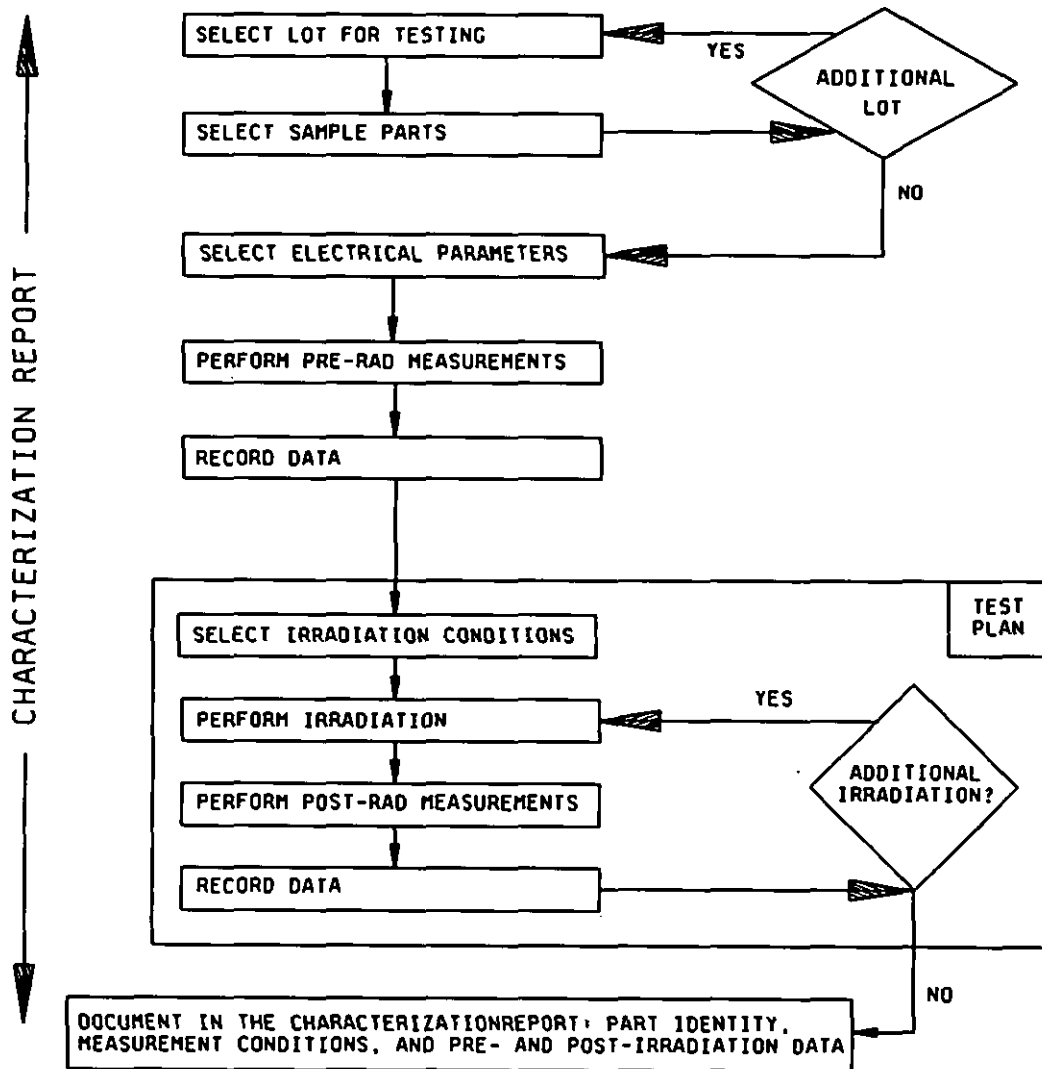 CHARACTERIZATION REPORT
SELECT LOT FOR TESTING
YES
ADDITIONAL
LOT
SELECT SAMPLE PARTS
NO
SELECT ELECTRICAL PARAMETERS
PERFORM PRE-RAD MEASUREMENTS
RECORD DATA
TEST
PLAN
SELECT IRRADIATION CONDITIONS
YES
PERFORM IRRADIATION
ADDITIONAL
IRRADIATION?
PERFORM POST-RAD MEASUREMENTS
RECORD DATA
NO
DOCUMENT IN THE CHARACTERIZATIONREPORT: PART IDENTITY,
MEASUREMENT CONDITIONS, AND PRE- AND POST-IRRADIATION DATA